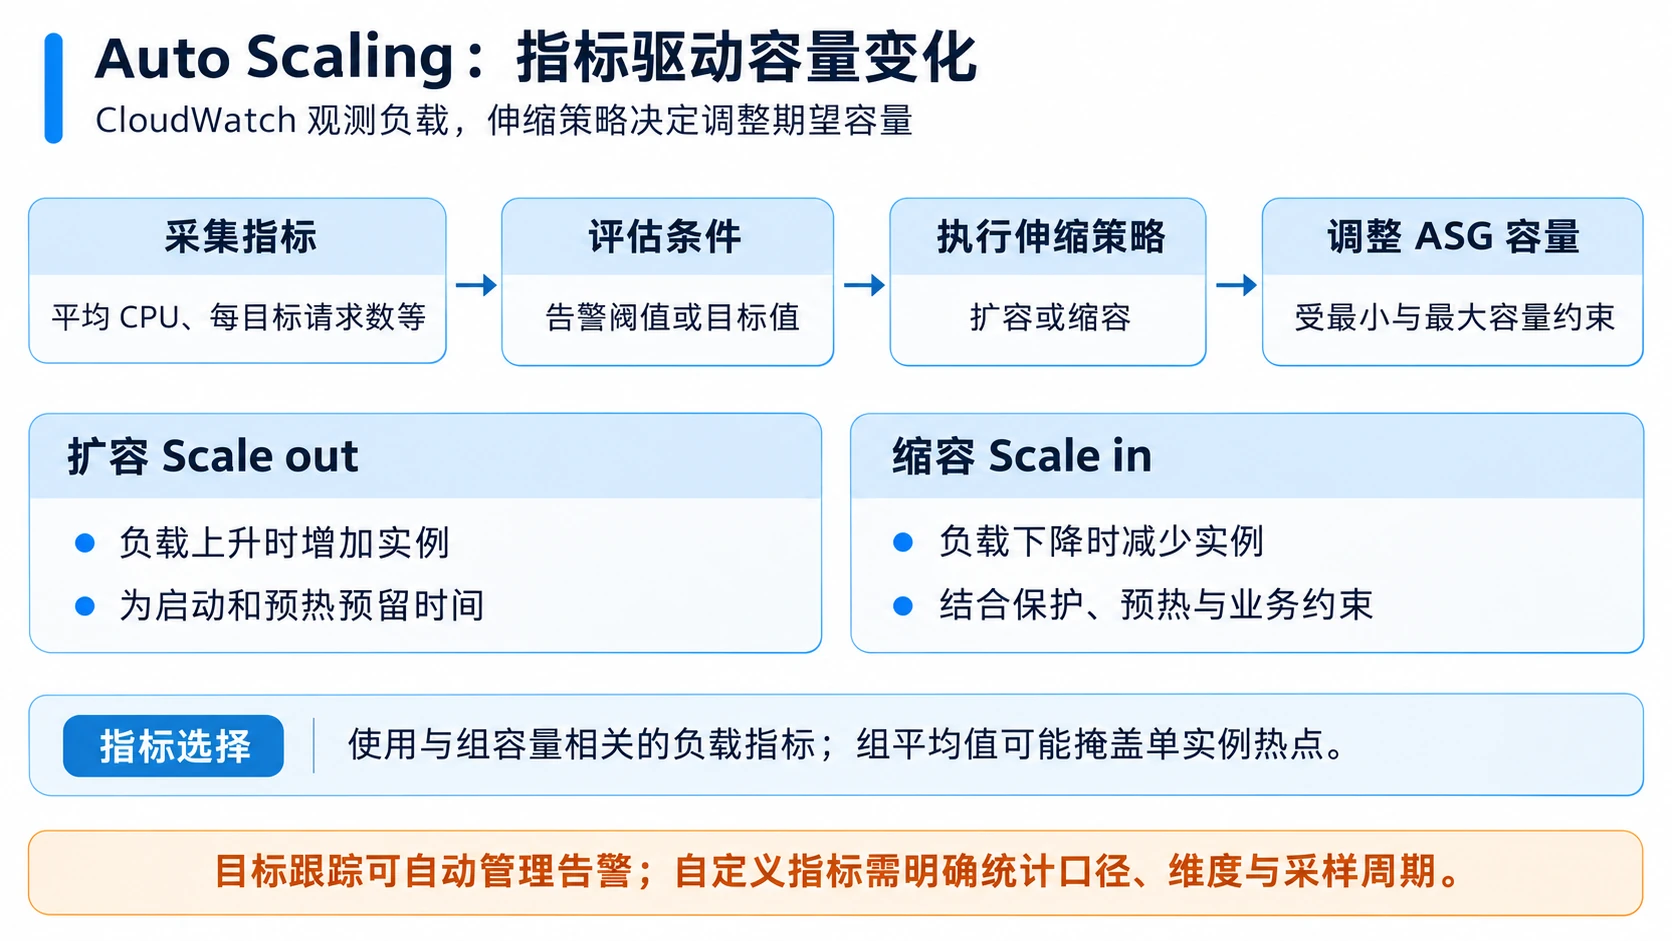 Auto Scaling：指标驱动容量变化
CloudWatch 观测负载，伸缩策略决定调整期望容量
采集指标
平均 CPU、每目标请求数等
评估条件
告警阀值或目标值
执行伸缩策略
扩容或缩容
调整 ASG 容量
受最小与最大容量约束
扩容 Scale out
负载上升时增加实例
为启动和预热预留时间
缩容 Scale in
负载下降时减少实例
结合保护、预热与业务约束
指标选择
使用与组容量相关的负载指标；组平均值可能掩盖单实例热点。
目标跟踪可自动管理告警；自定义指标需明确统计口径、维度与采样周期。